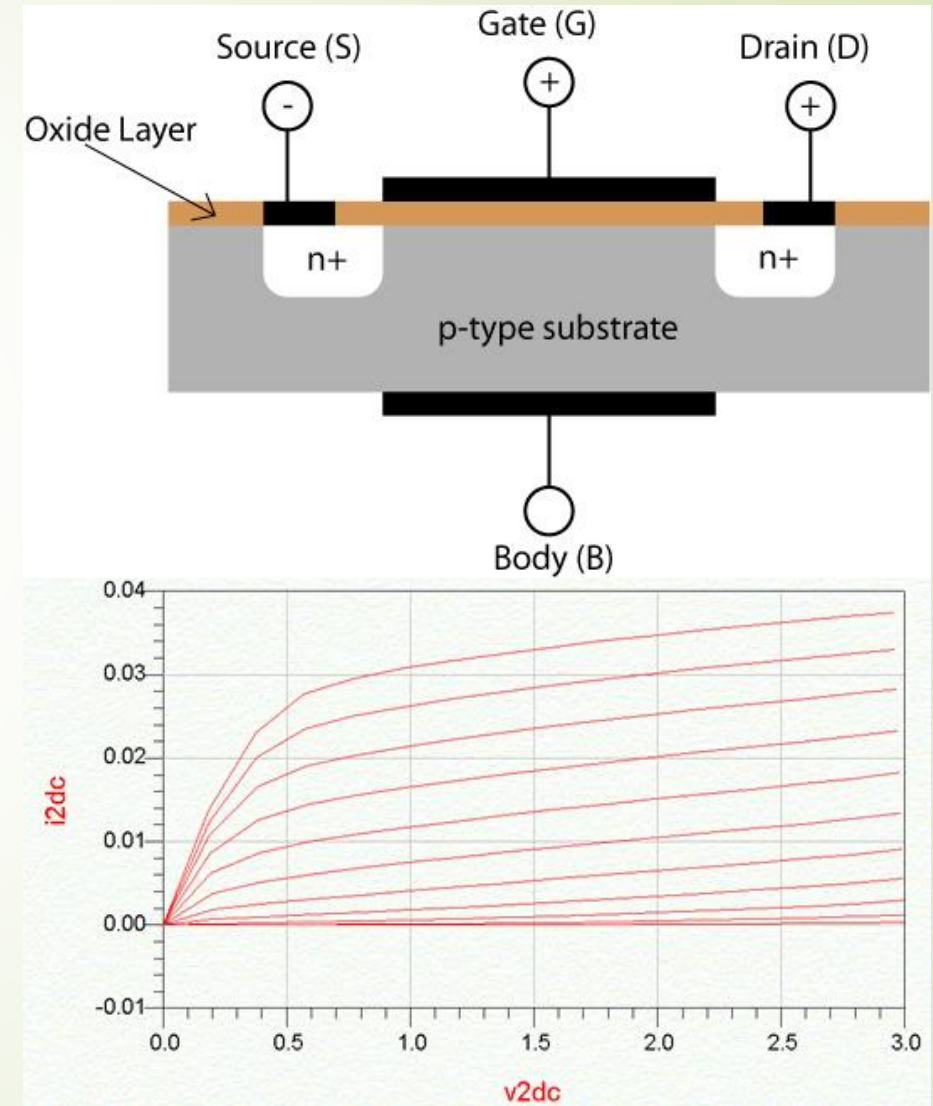 Gate (G)
Source (S)
Drain (D)
+
-
+
Oxide Layer
n+
n+
p-type substrate
Body (B)
0.04
0.03
0.02
0.01
0.00
-0.01
i2dc
0.0 0.5 1.0 1.5 2.0 2.5 3.0
v2dc